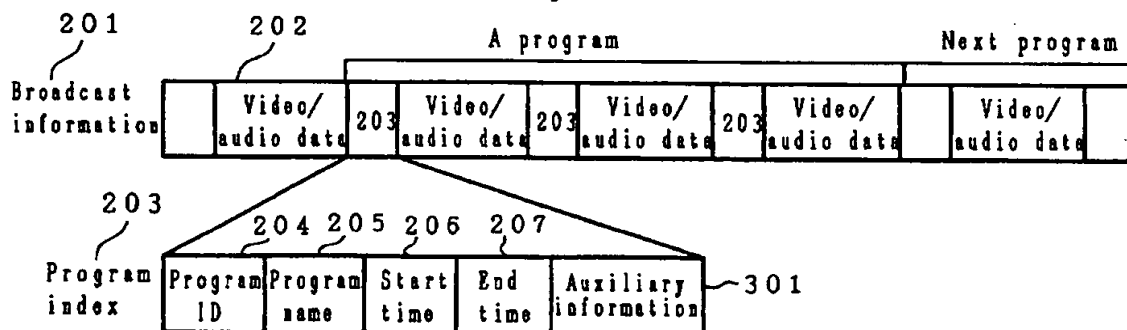 201
202
A program
Next program
Broadcast information
Video/ audio data
203
Video/ audio data
203
Video/ audio data
203
Video/ audio data
Video/ audio data
203
204
205
206
207
Program index
Program ID
Program name
Start time
End time
Auxiliary information
301